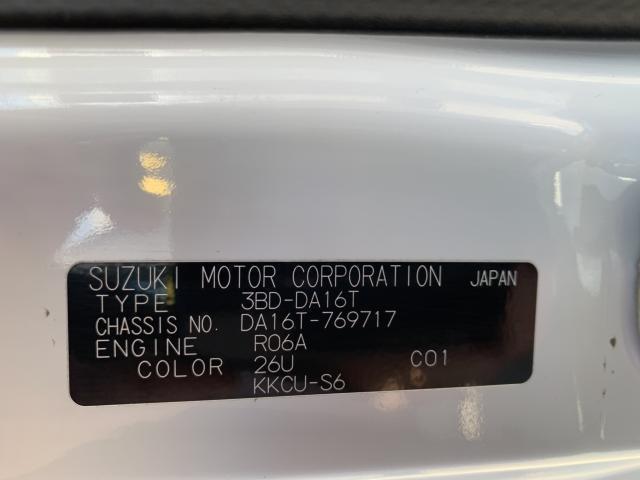 SUZUKI MOTOR CORPORATION JAPAN
TYPE 3BD-DA16T
CHASSIS NO. DA16T-769717
ENGINE R06A
COLOR 26U C01
KKCU-S6